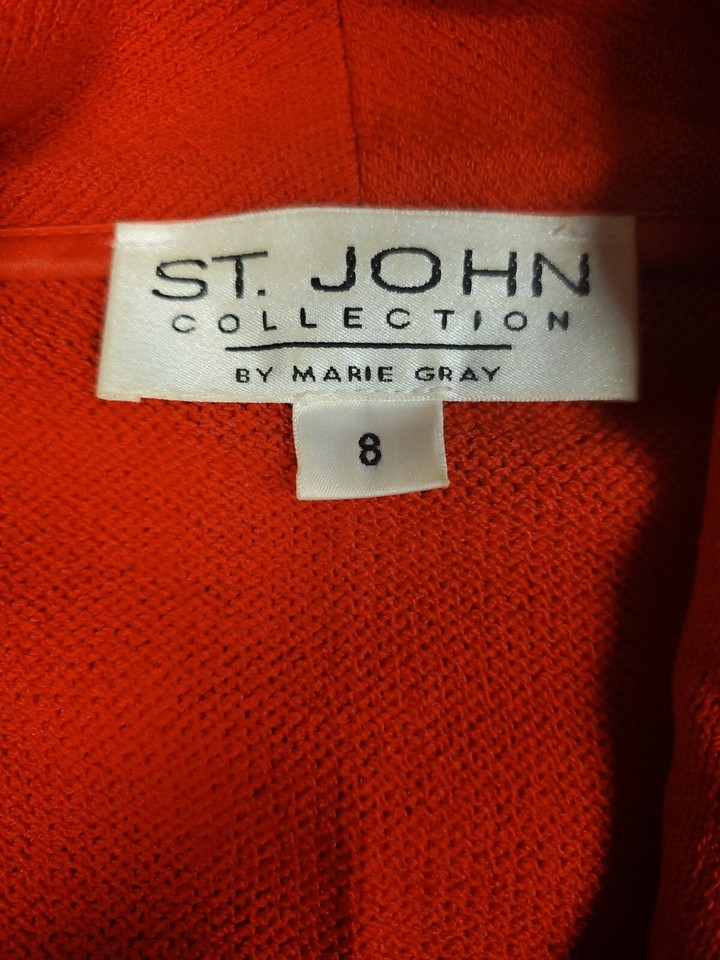 ST. JOHN
COLLECTION
BY MARIE GRAY
8